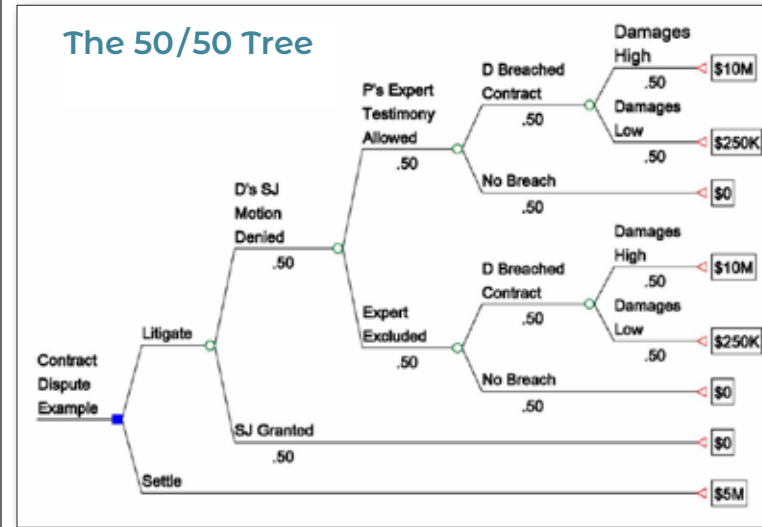 The 50/50 Tree
Damages
High
.50
$10M
D Breached
Contract
.50
Damages
Low
.50
$250K
P's Expert
Testimony
Allowed
.50
No Breach
.50
$0
D's SJ
Motion
Denied
.50
Damages
High
.50
$10M
D Breached
Contract
.50
Damages
Low
.50
$250K
Expert
Excluded
.50
No Breach
.50
$0
Litigate
Contract
Dispute
Example
SJ Granted
.50
$0
Settle
$5M